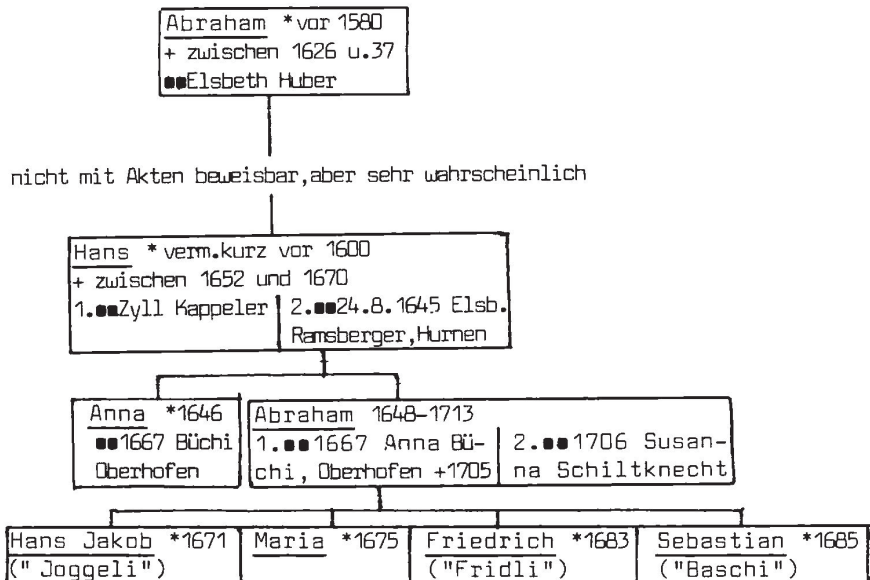 Abraham *vor 1580
+ zwischen 1626 u.37
⚭Elsbeth Huber
nicht mit Akten beweisbar,aber sehr wahrscheinlich
Hans *verm.kurz vor 1600
+ zwischen 1652 und 1670
1.⚭Zyll Kappeler
2.⚭24.8.1645 Elsb.
Ramsberger,Hurnen
Anna *1646
⚭1667 Büchi
Oberhofen
Abraham 1648-1713
1.⚭1667 Anna Bü-
chi, Oberhofen +1705
2.⚭1706 Susan-
na Schiltknecht
Hans Jakob *1671
(" Joggeli")
Maria *1675
Friedrich *1683
("Fridli")
Sebastian *1685
("Baschi")